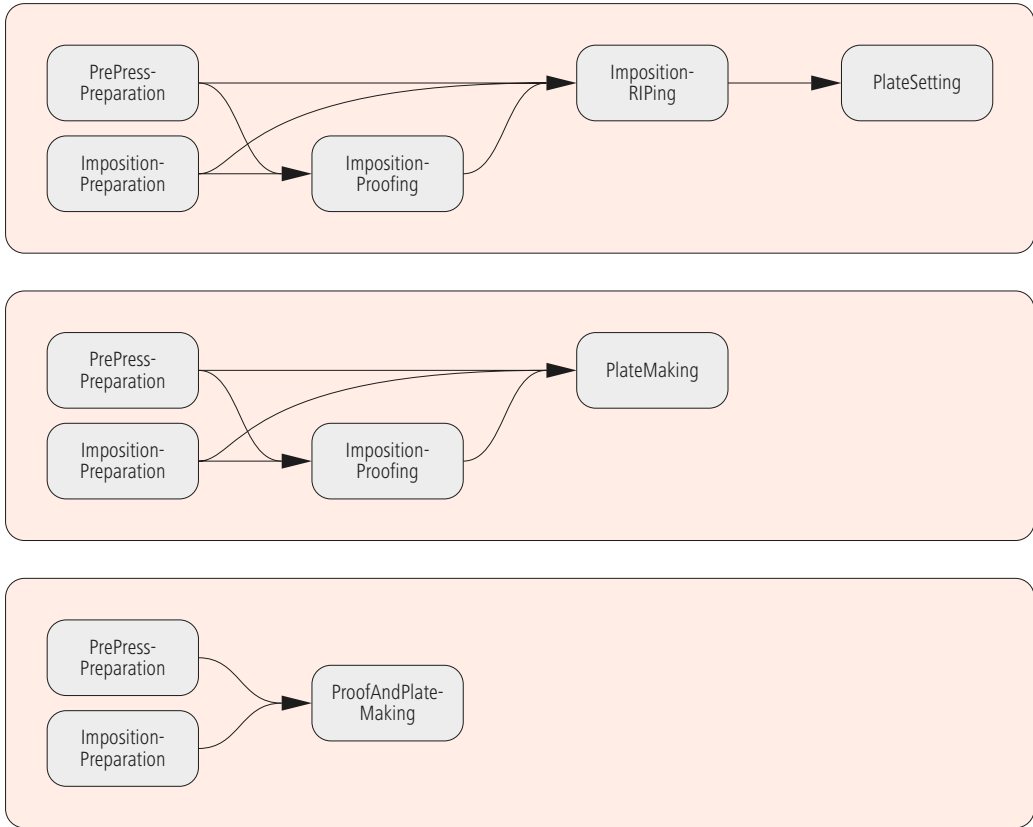 PrePress-
Preparation
Imposition-
RIPing
PlateSetting
Imposition-
Preparation
Imposition-
Proofing
PrePress-
Preparation
PlateMaking
Imposition-
Preparation
Imposition-
Proofing
PrePress-
Preparation
ProofAndPlate-
Making
Imposition-
Preparation